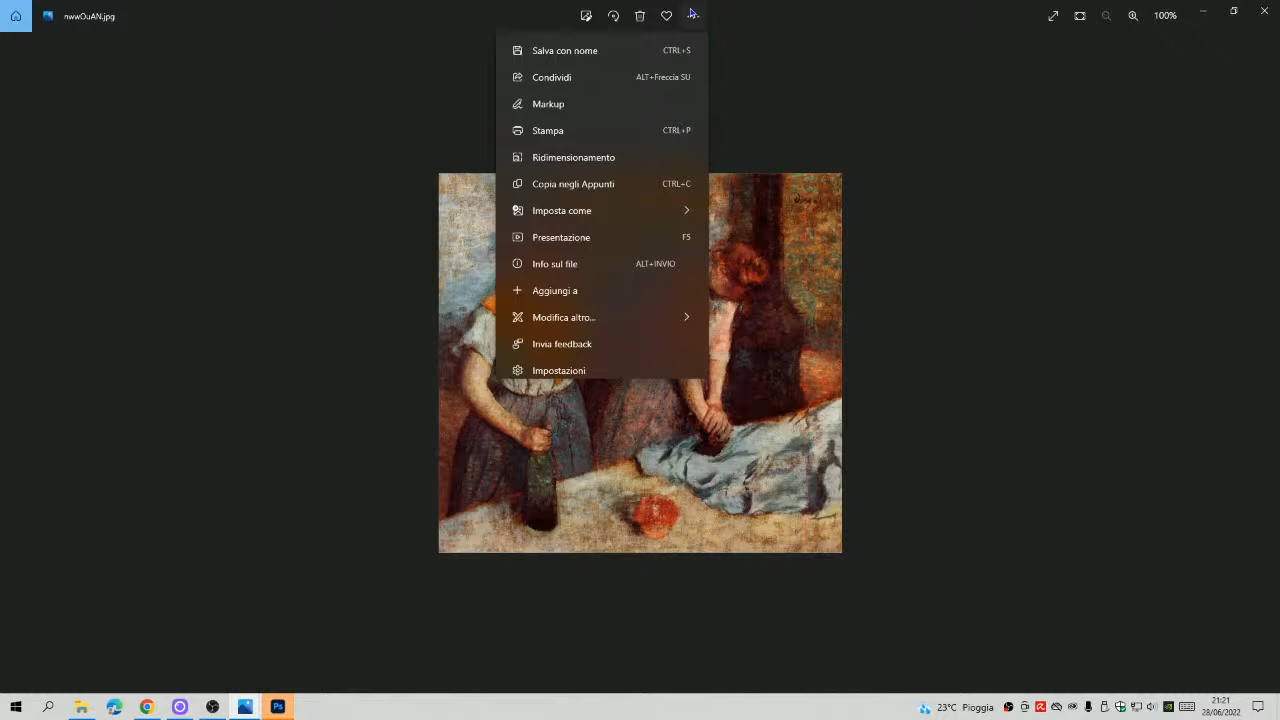 nwwOuAN.jpg
100%
Salva con nome CTRL+S
Condividi ALT+Freccia SU
Markup
Stampa CTRL+P
Ridimensionamento
Copia negli Appunti CTRL+C
Imposta come
Presentazione F5
Info sul file ALT+INVIO
Aggiungi a
Modifica altro...
Invia feedback
Impostazioni
Ps
23°C Pioggia
21:21
28/06/2022